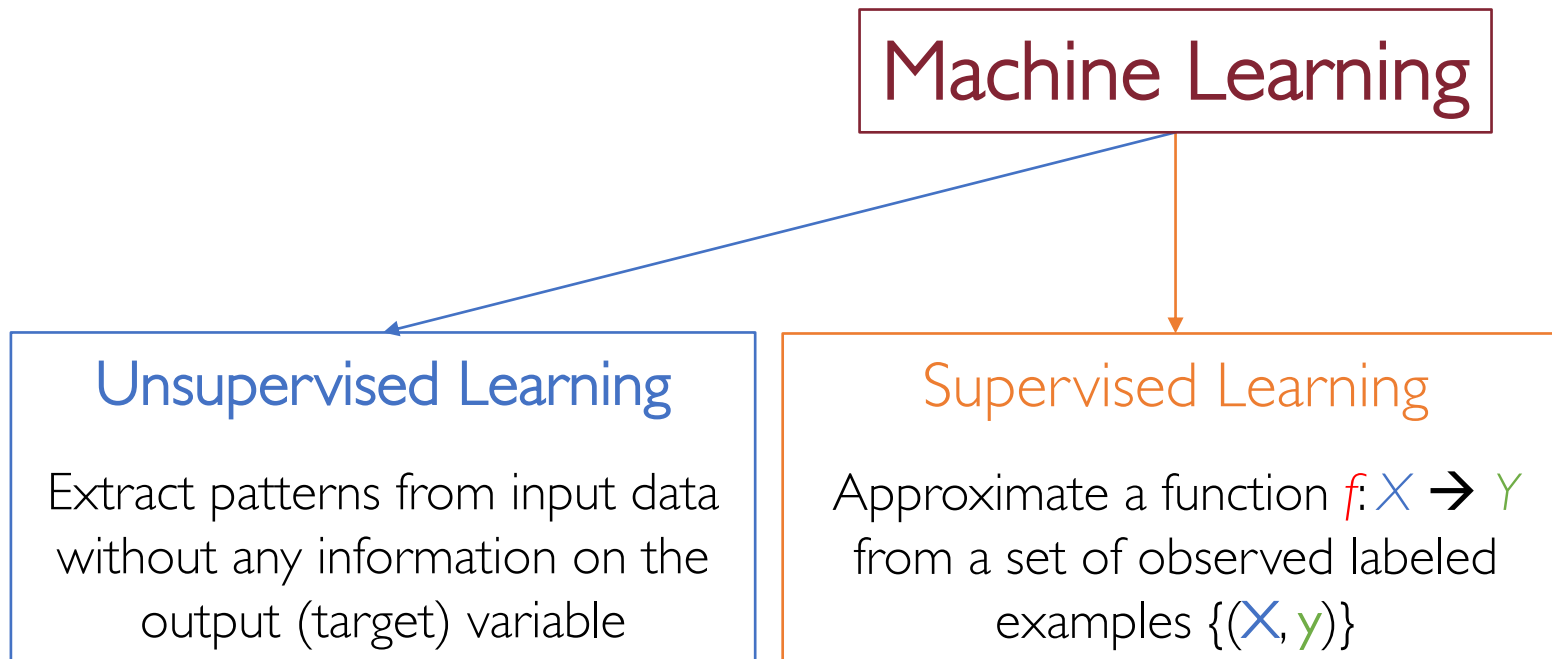 Machine Learning
Unsupervised Learning
Extract patterns from input data
without any information on the
output (target) variable
Supervised Learning
Approximate a function f: X → Y
from a set of observed labeled
examples {(X, y)}